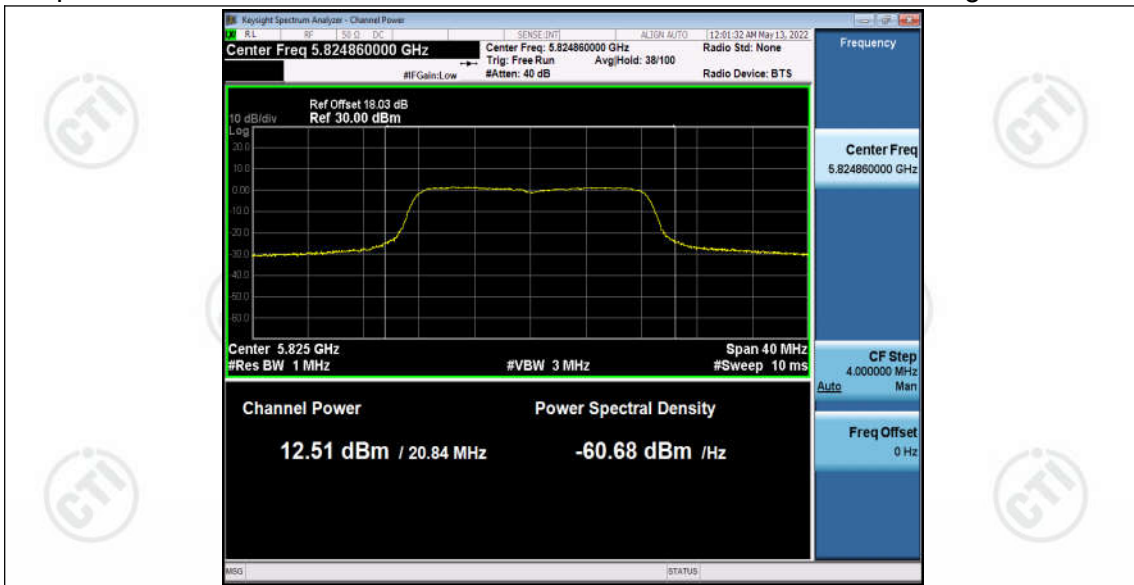 Keysight Spectrum Analyzer - Channel Power
RL RF 50 Ω DC SENSE:INT ALIGN AUTO 12:01:32 AM May 13, 2022
Center Freq 5.824860000 GHz
Center Freq: 5.824860000 GHz
Radio Std: None
Trig: Free Run Avg|Hold: 38/100
#IFGain:Low
#Atten: 40 dB
Radio Device: BTS
Frequency
Ref Offset 18.03 dB
10 dB/div Ref 30.00 dBm
Log
20.0
10.0
0.00
-10.0
-20.0
-30.0
-40.0
-50.0
-60.0
Center 5.825 GHz
Span 40 MHz
#Res BW 1 MHz
#VBW 3 MHz
#Sweep 10 ms
Channel Power
Power Spectral Density
12.51 dBm / 20.84 MHz
-60.68 dBm /Hz
Center Freq
5.824860000 GHz
CF Step
4.000000 MHz
Auto Man
Freq Offset
0 Hz
MSG
STATUS
CTI
CTI
CTI
CTI